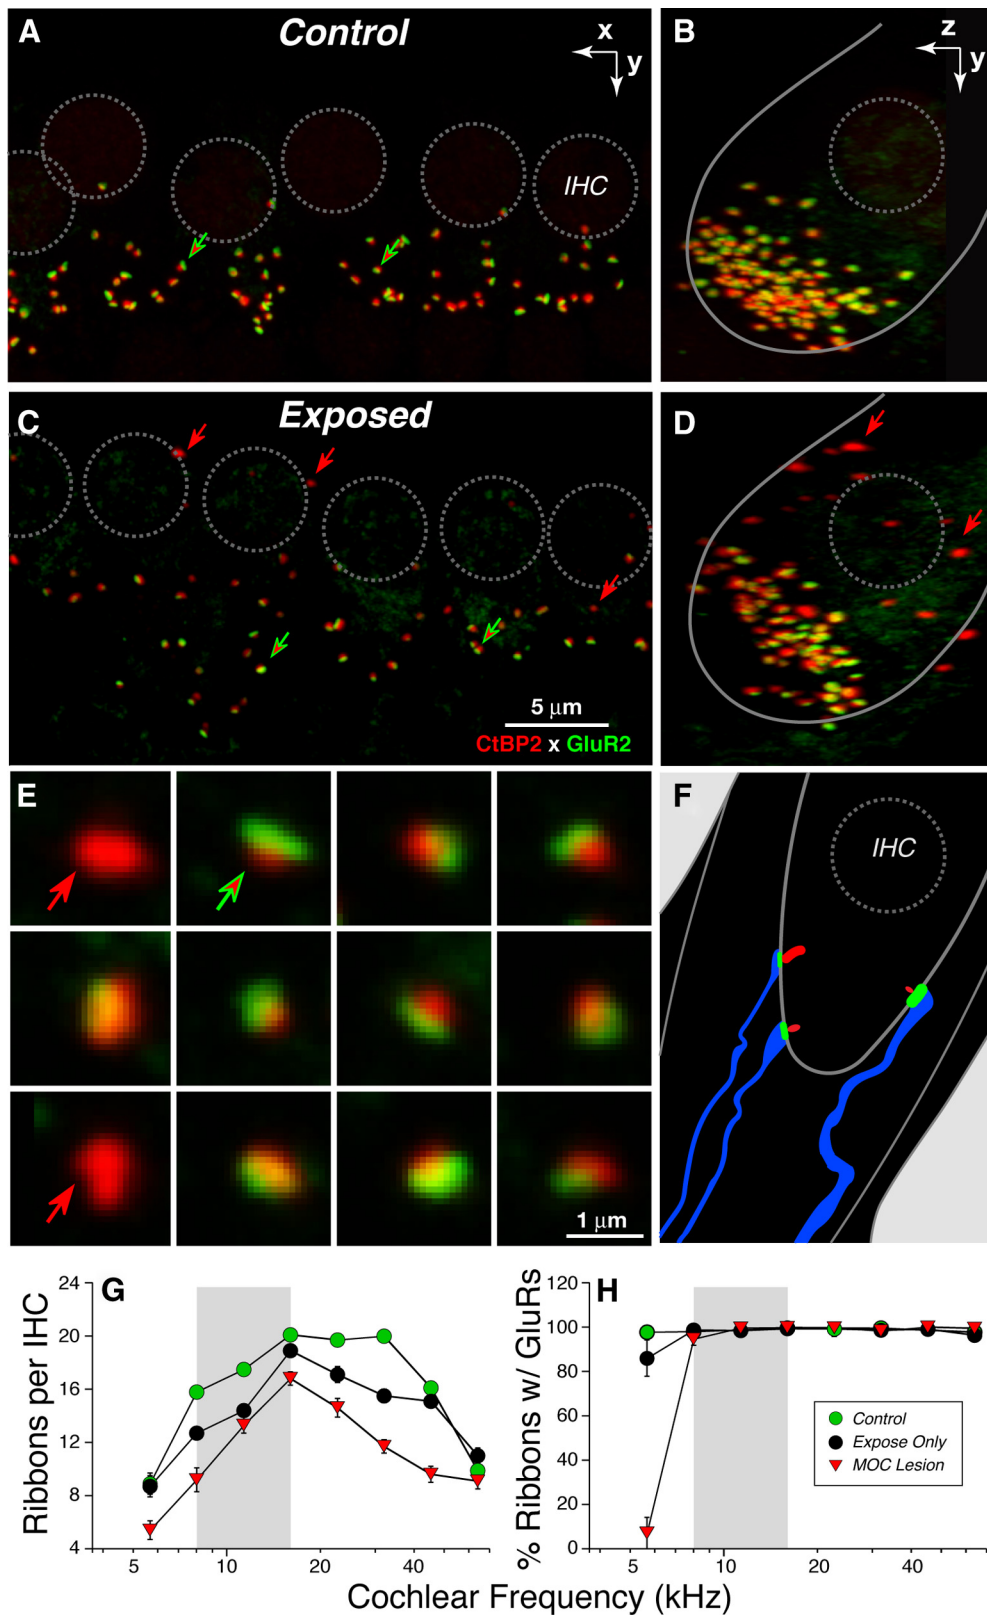 A
Control
x
y
IHC
B
z
y
C
Exposed
5 µm
CtBP2 x GluR2
D
E
1 µm
F
IHC
G
24
20
16
12
8
4
Ribbons per IHC
5 10 20 40
H
120
100
80
60
40
20
0
% Ribbons w/ GluRs
Control
Expose Only
MOC Lesion
5 10 20 40
Cochlear Frequency (kHz)